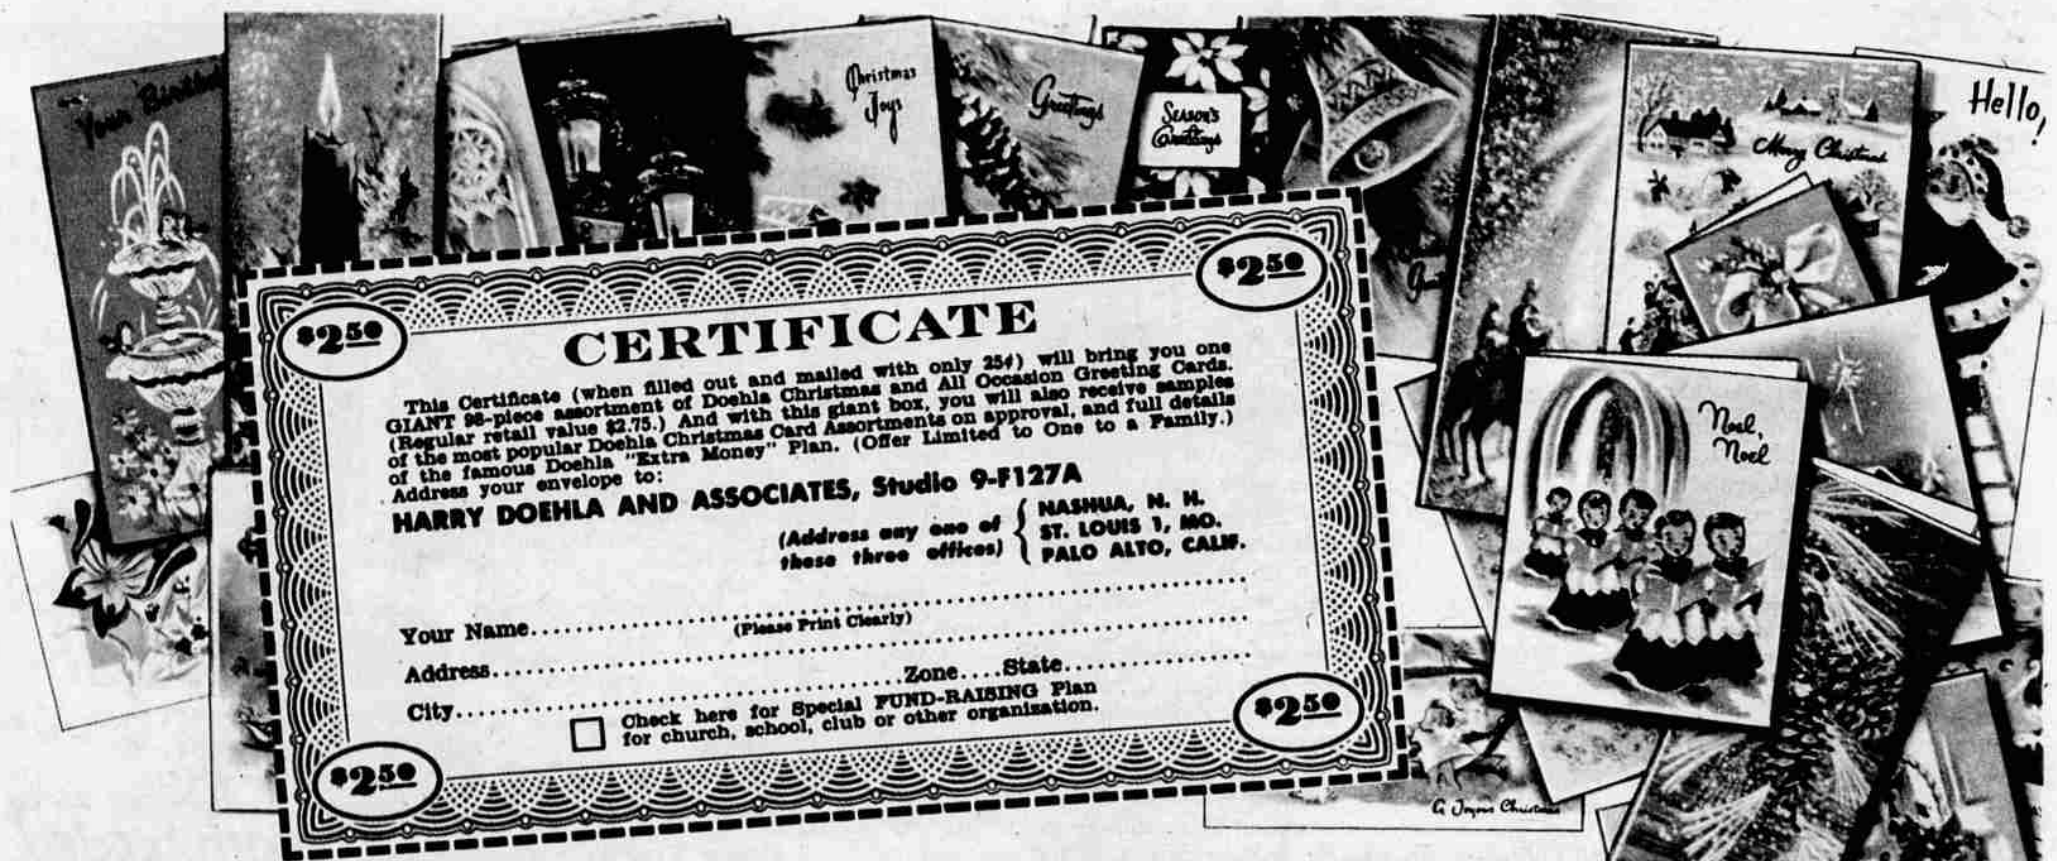 Your Birthday
Christmas
Joys
Greetings
SEASON'S
Greetings
Merry Christmas
Hello,
$2.50
$2.50
CERTIFICATE
This Certificate (when filled out and mailed with only 25¢) will bring you one
GIANT 98-piece assortment of Doehla Christmas and All Occasion Greeting Cards.
(Regular retail value $2.75.) And with this giant box, you will also receive samples
of the most popular Doehla Christmas Card Assortments on approval, and full details
of the famous Doehla "Extra Money" Plan. (Offer Limited to One to a Family.)
Address your envelope to:
HARRY DOEHLA AND ASSOCIATES, Studio 9-F127A
(Address any one of
these three offices)
NASHUA, N. H.
ST. LOUIS 1, MO.
PALO ALTO, CALIF.
Your Name
(Please Print Clearly)
Address
City Zone State
Check here for Special FUND-RAISING Plan
for church, school, club or other organization.
$2.50
$2.50
Noel,
Noel
A Joyous Christmas